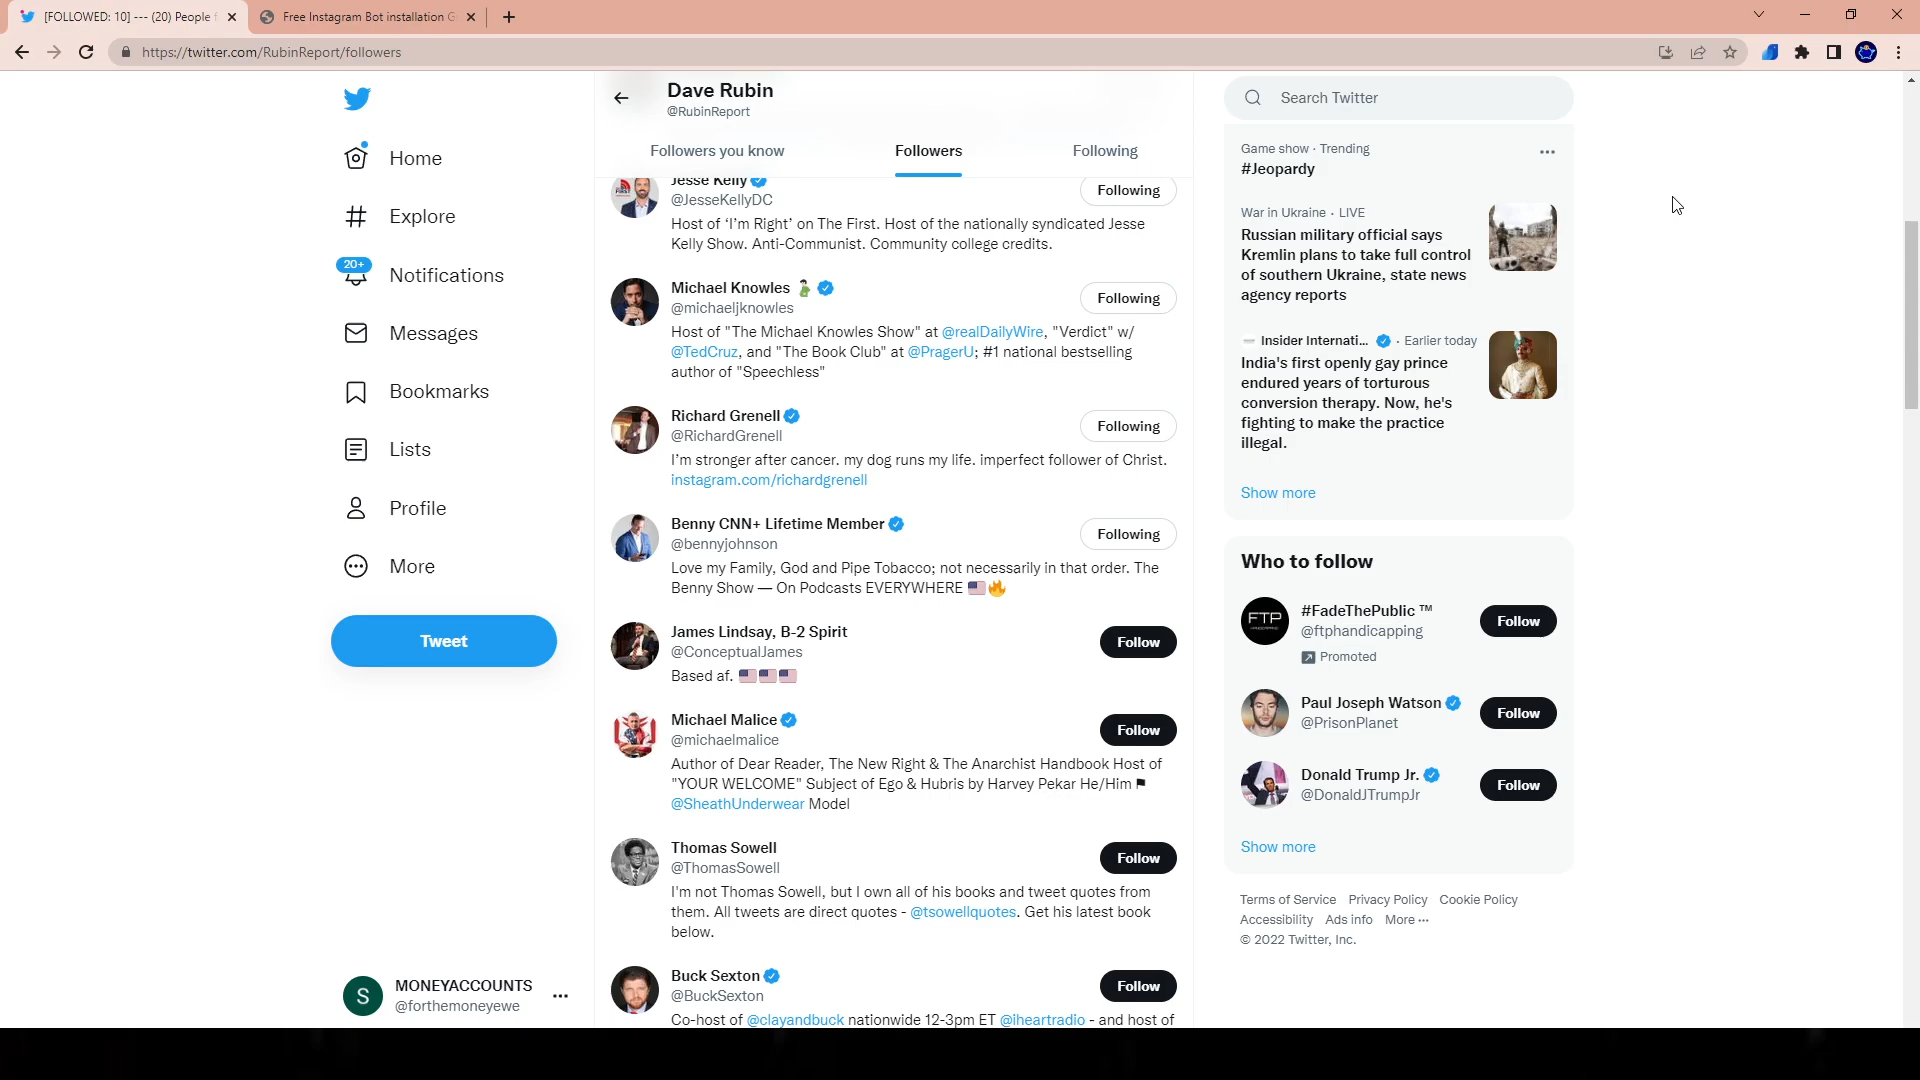 [FOLLOWED: 10] --- (20) People f
Free Instagram Bot installation G
https://twitter.com/RubinReport/followers
Home
Explore
20+
Notifications
Messages
Bookmarks
Lists
Profile
More
Tweet
S
MONEYACCOUNTS
@forthemoneyewe
Dave Rubin
@RubinReport
Followers you know
Followers
Following
Jesse Kelly
@JesseKellyDC
Following
Host of ‘I’m Right’ on The First. Host of the nationally syndicated Jesse
Kelly Show. Anti-Communist. Community college credits.
Michael Knowles
@michaeljknowles
Following
Host of "The Michael Knowles Show" at @realDailyWire, "Verdict" w/
@TedCruz, and "The Book Club" at @PragerU; #1 national bestselling
author of "Speechless"
Richard Grenell
@RichardGrenell
Following
I’m stronger after cancer. my dog runs my life. imperfect follower of Christ.
instagram.com/richardgrenell
Benny CNN+ Lifetime Member
@bennyjohnson
Following
Love my Family, God and Pipe Tobacco; not necessarily in that order. The
Benny Show — On Podcasts EVERYWHERE 🇺🇸🔥
James Lindsay, B-2 Spirit
@ConceptualJames
Follow
Based af. 🇺🇸🇺🇸🇺🇸
Michael Malice
@michaelmalice
Follow
Author of Dear Reader, The New Right & The Anarchist Handbook Host of
"YOUR WELCOME" Subject of Ego & Hubris by Harvey Pekar He/Him ⚑
@SheathUnderwear Model
Thomas Sowell
@ThomasSowell
Follow
I'm not Thomas Sowell, but I own all of his books and tweet quotes from
them. All tweets are direct quotes - @tsowellquotes. Get his latest book
below.
Buck Sexton
@BuckSexton
Follow
Co-host of @clayandbuck nationwide 12-3pm ET @iheartradio - and host of
Search Twitter
Game show · Trending
#Jeopardy
War in Ukraine · LIVE
Russian military official says
Kremlin plans to take full control
of southern Ukraine, state news
agency reports
Insider Internati... · Earlier today
India's first openly gay prince
endured years of torturous
conversion therapy. Now, he's
fighting to make the practice
illegal.
Show more
Who to follow
FTP
#FadeThePublic ™
@ftphandicapping
Follow
Promoted
Paul Joseph Watson
@PrisonPlanet
Follow
Donald Trump Jr.
@DonaldJTrumpJr
Follow
Show more
Terms of Service Privacy Policy Cookie Policy
Accessibility Ads info More ···
© 2022 Twitter, Inc.